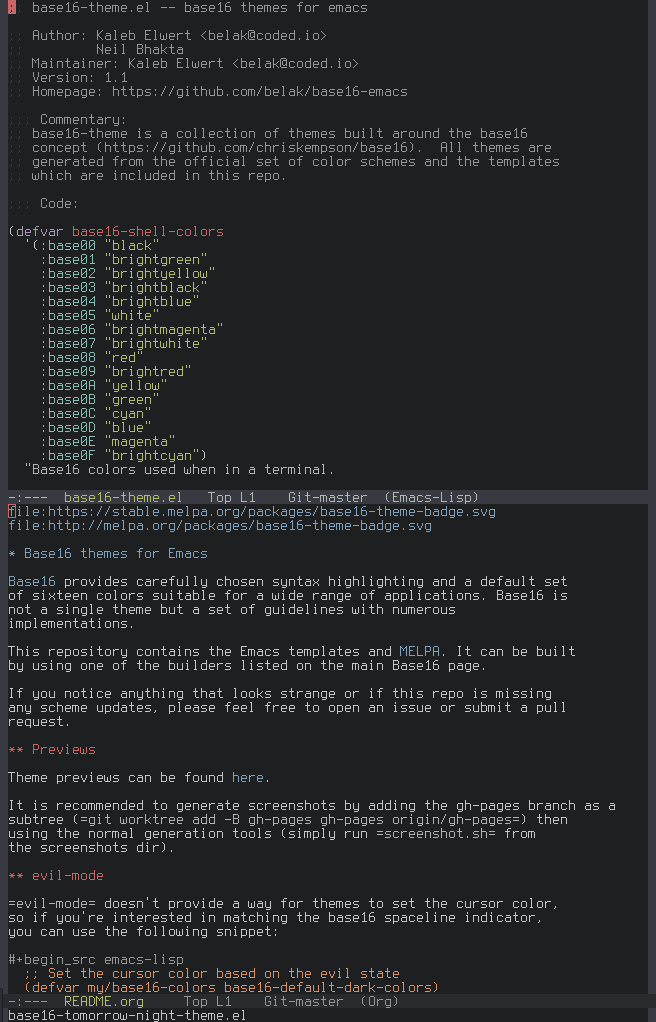 ;; base16-theme.el -- base16 themes for emacs
;; Author: Kaleb Elwert <belak@coded.io>
;;         Neil Bhakta
;; Maintainer: Kaleb Elwert <belak@coded.io>
;; Version: 1.1
;; Homepage: https://github.com/belak/base16-emacs
;;; Commentary:
;; base16-theme is a collection of themes built around the base16
;; concept (https://github.com/chriskempson/base16).  All themes are
;; generated from the official set of color schemes and the templates
;; which are included in this repo.
;;; Code:
(defvar base16-shell-colors
  '(:base00 "black"
    :base01 "brightgreen"
    :base02 "brightyellow"
    :base03 "brightblack"
    :base04 "brightblue"
    :base05 "white"
    :base06 "brightmagenta"
    :base07 "brightwhite"
    :base08 "red"
    :base09 "brightred"
    :base0A "yellow"
    :base0B "green"
    :base0C "cyan"
    :base0D "blue"
    :base0E "magenta"
    :base0F "brightcyan")
  "Base16 colors used when in a terminal.
-:---  base16-theme.el   Top L1    Git-master  (Emacs-Lisp)
file:https://stable.melpa.org/packages/base16-theme-badge.svg
file:http://melpa.org/packages/base16-theme-badge.svg
* Base16 themes for Emacs
Base16 provides carefully chosen syntax highlighting and a default set
of sixteen colors suitable for a wide range of applications. Base16 is
not a single theme but a set of guidelines with numerous
implementations.
This repository contains the Emacs templates and MELPA. It can be built
by using one of the builders listed on the main Base16 page.
If you notice anything that looks strange or if this repo is missing
any scheme updates, please feel free to open an issue or submit a pull
request.
** Previews
Theme previews can be found here.
It is recommended to generate screenshots by adding the gh-pages branch as a
subtree (=git worktree add -B gh-pages gh-pages origin/gh-pages=) then
using the normal generation tools (simply run =screenshot.sh= from
the screenshots dir).
** evil-mode
=evil-mode= doesn't provide a way for themes to set the cursor color,
so if you're interested in matching the base16 spaceline indicator,
you can use the following snippet:
#+begin_src emacs-lisp
  ;; Set the cursor color based on the evil state
  (defvar my/base16-colors base16-default-dark-colors)
-:---  README.org     Top L1    Git-master  (Org)
base16-tomorrow-night-theme.el